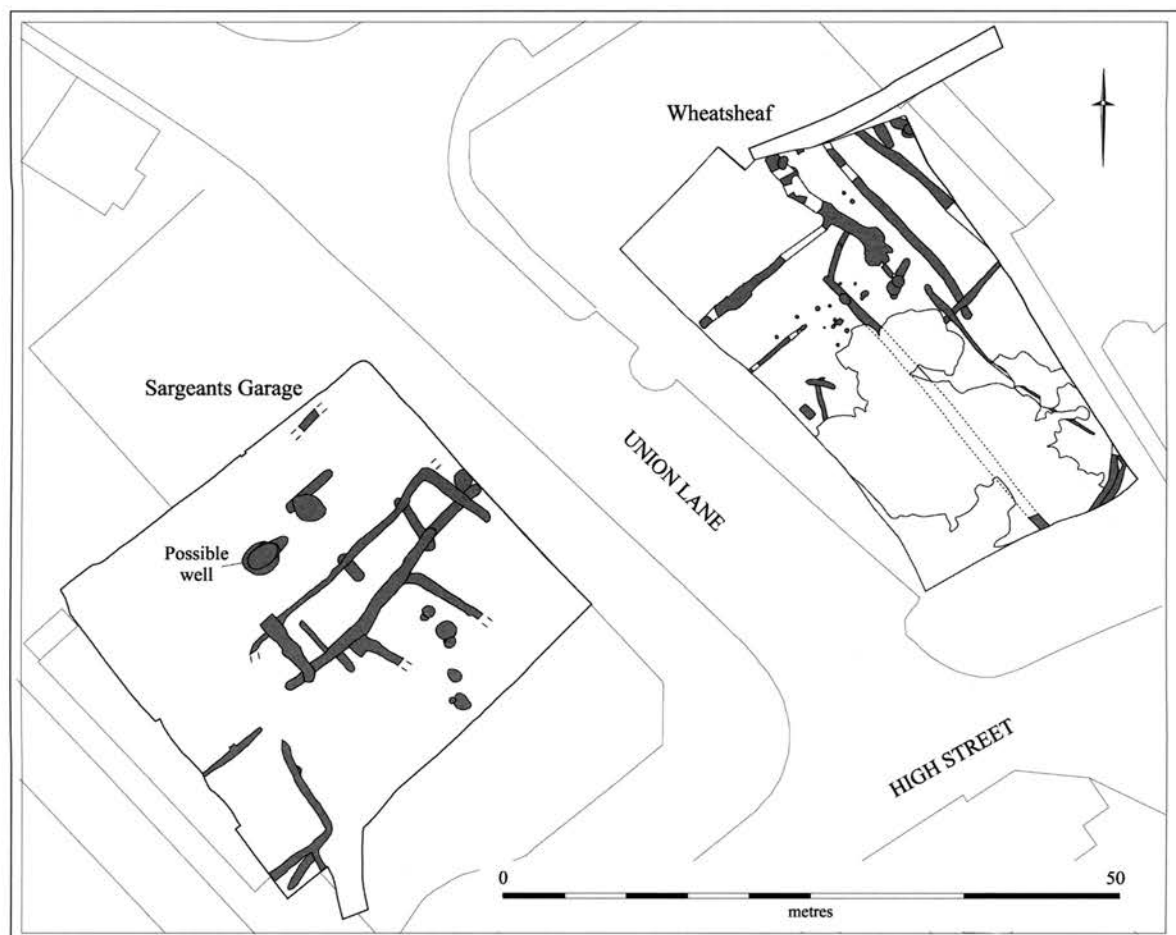 Wheatsheaf
Sargeants Garage
UNION LANE
Possible
well
HIGH STREET
0
50
metres